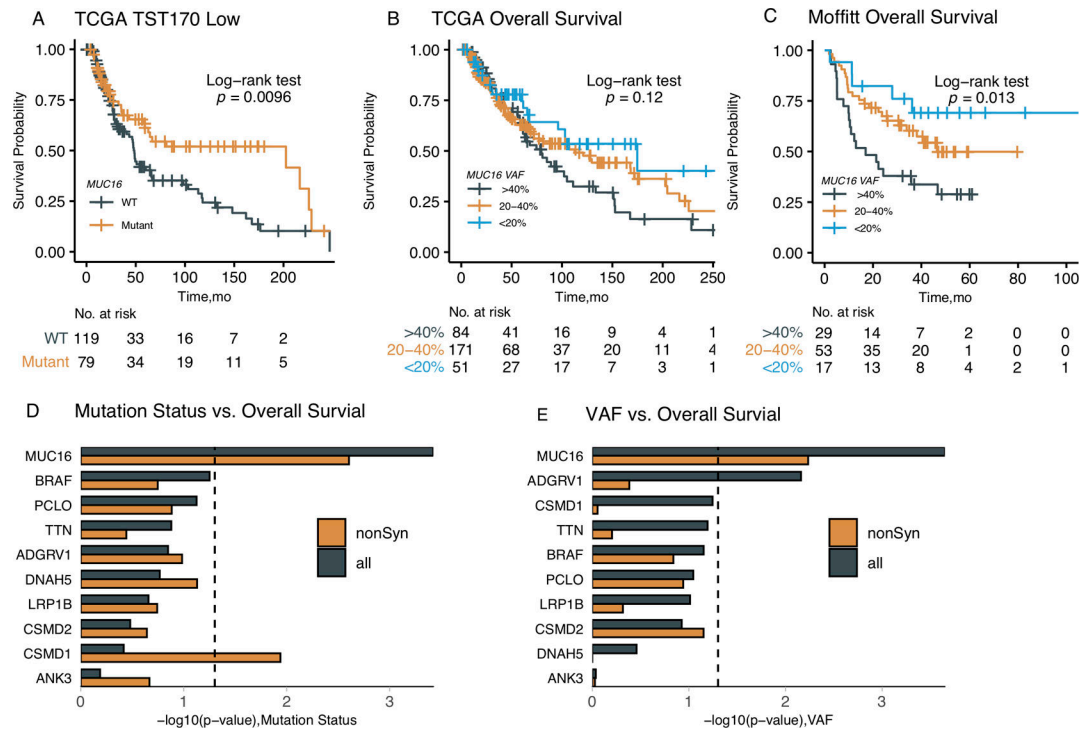 A TCGA TST170 Low
1.00
0.75
0.50
0.25
0.00
Survival Probability
Log-rank test
p = 0.0096
MUC16
WT
Mutant
0 50 100 150 200
Time,mo
No. at risk
WT 119 33 16 7 2
Mutant 79 34 19 11 5
B TCGA Overall Survival
1.00
0.75
0.50
0.25
0.00
Survival Probability
Log-rank test
p = 0.12
MUC16 VAF
>40%
20-40%
<20%
0 50 100 150 200 250
Time,mo
No. at risk
>40% 84 41 16 9 4 1
20-40% 171 68 37 20 11 4
<20% 51 27 17 7 3 1
C Moffitt Overall Survival
1.00
0.75
0.50
0.25
0.00
Survival Probability
Log-rank test
p = 0.013
MUC16 VAF
>40%
20-40%
<20%
0 20 40 60 80 100
Time,mo
No. at risk
>40% 29 14 7 2 0 0
20-40% 53 35 20 1 0 0
<20% 17 13 8 4 2 1
D Mutation Status vs. Overall Survial
MUC16
BRAF
PCLO
TTN
ADGRV1
DNAH5
LRP1B
CSMD2
CSMD1
ANK3
nonSyn
all
0 1 2 3
-log10(p-value),Mutation Status
E VAF vs. Overall Survial
MUC16
ADGRV1
CSMD1
TTN
BRAF
PCLO
LRP1B
CSMD2
DNAH5
ANK3
nonSyn
all
0 1 2 3
-log10(p-value),VAF